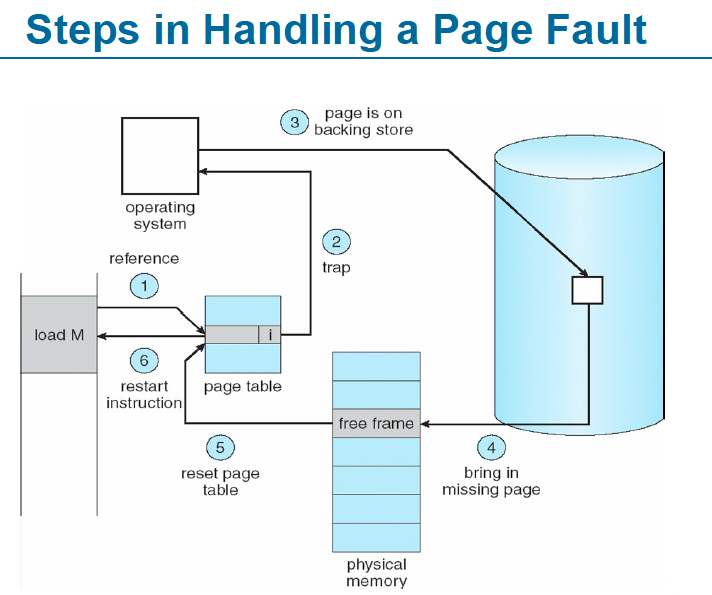 Steps in Handling a Page Fault
3
page is on
backing store
operating
system
2
trap
reference
1
load M
i
6
restart
instruction
page table
free frame
5
reset page
table
4
bring in
missing page
physical
memory